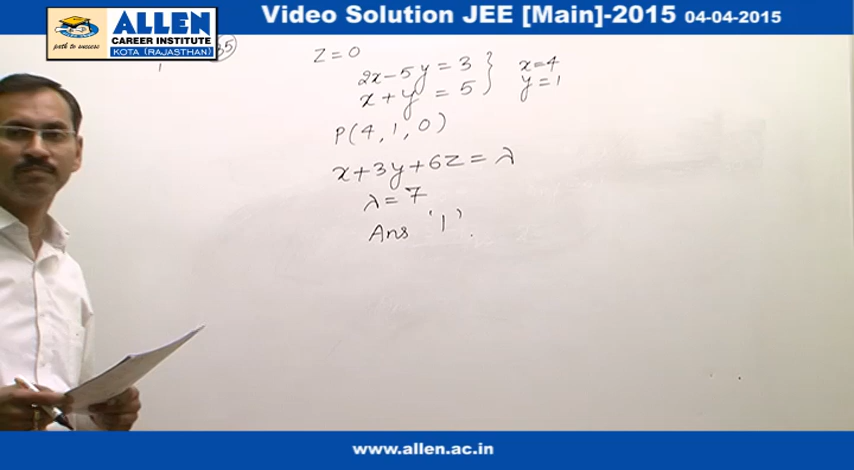 Video Solution JEE [Main]-2015 04-04-2015
ALLEN
CAREER INSTITUTE
KOTA (RAJASTHAN)
path to success
Z=0
2x-5y=3 } x=4
x+y=5 y=1
P(4, 1, 0)
x+3y+6z=λ
λ=7
Ans '1'.
www.allen.ac.in